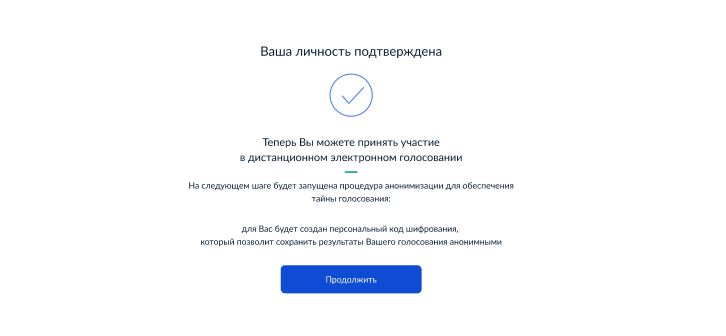 Ваша личность подтверждена
Теперь Вы можете принять участие
в дистанционном электронном голосовании
На следующем шаге будет запущена процедура анонимизации для обеспечения
тайны голосования:
для Вас будет создан персональный код шифрования,
который позволит сохранить результаты Вашего голосования анонимными
Продолжить